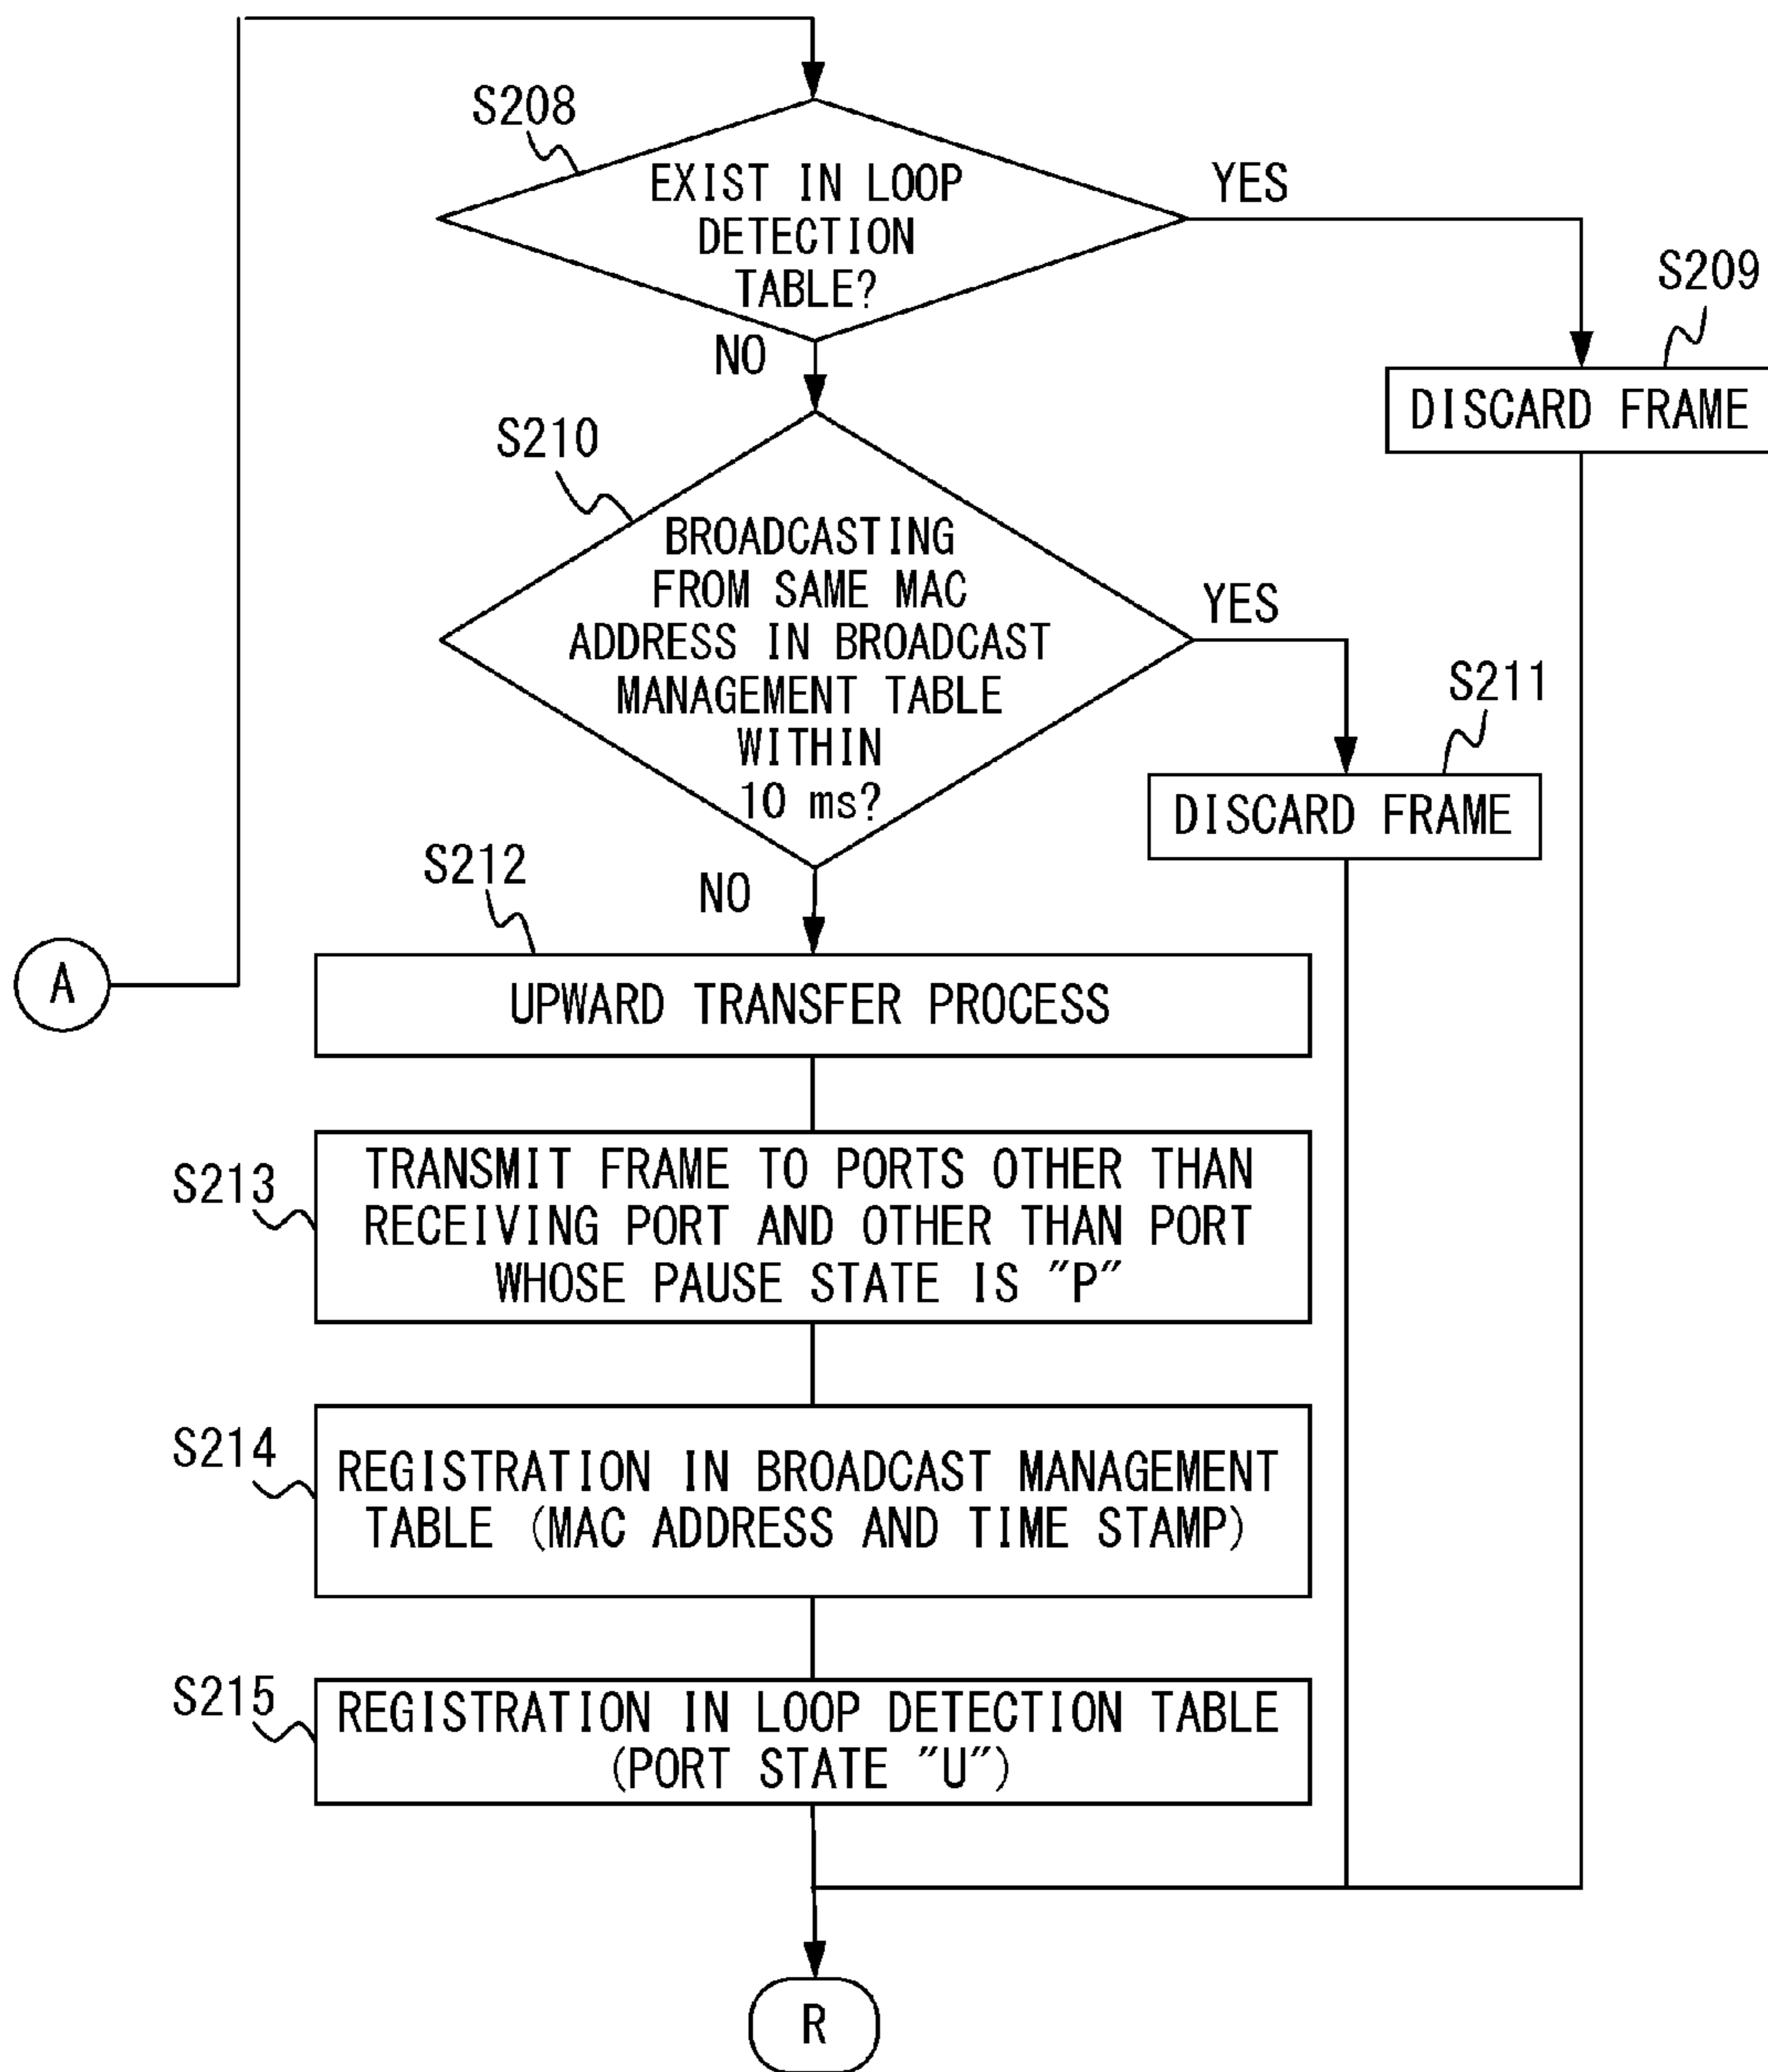 S208
EXIST IN LOOP
DETECTION
TABLE?
YES
NO
S209
DISCARD FRAME
S210
BROADCASTING
FROM SAME MAC
ADDRESS IN BROADCAST
MANAGEMENT TABLE
WITHIN
10 ms?
YES
NO
S211
DISCARD FRAME
S212
A
UPWARD TRANSFER PROCESS
S213
TRANSMIT FRAME TO PORTS OTHER THAN
RECEIVING PORT AND OTHER THAN PORT
WHOSE PAUSE STATE IS "P"
S214
REGISTRATION IN BROADCAST MANAGEMENT
TABLE (MAC ADDRESS AND TIME STAMP)
S215
REGISTRATION IN LOOP DETECTION TABLE
(PORT STATE "U")
R